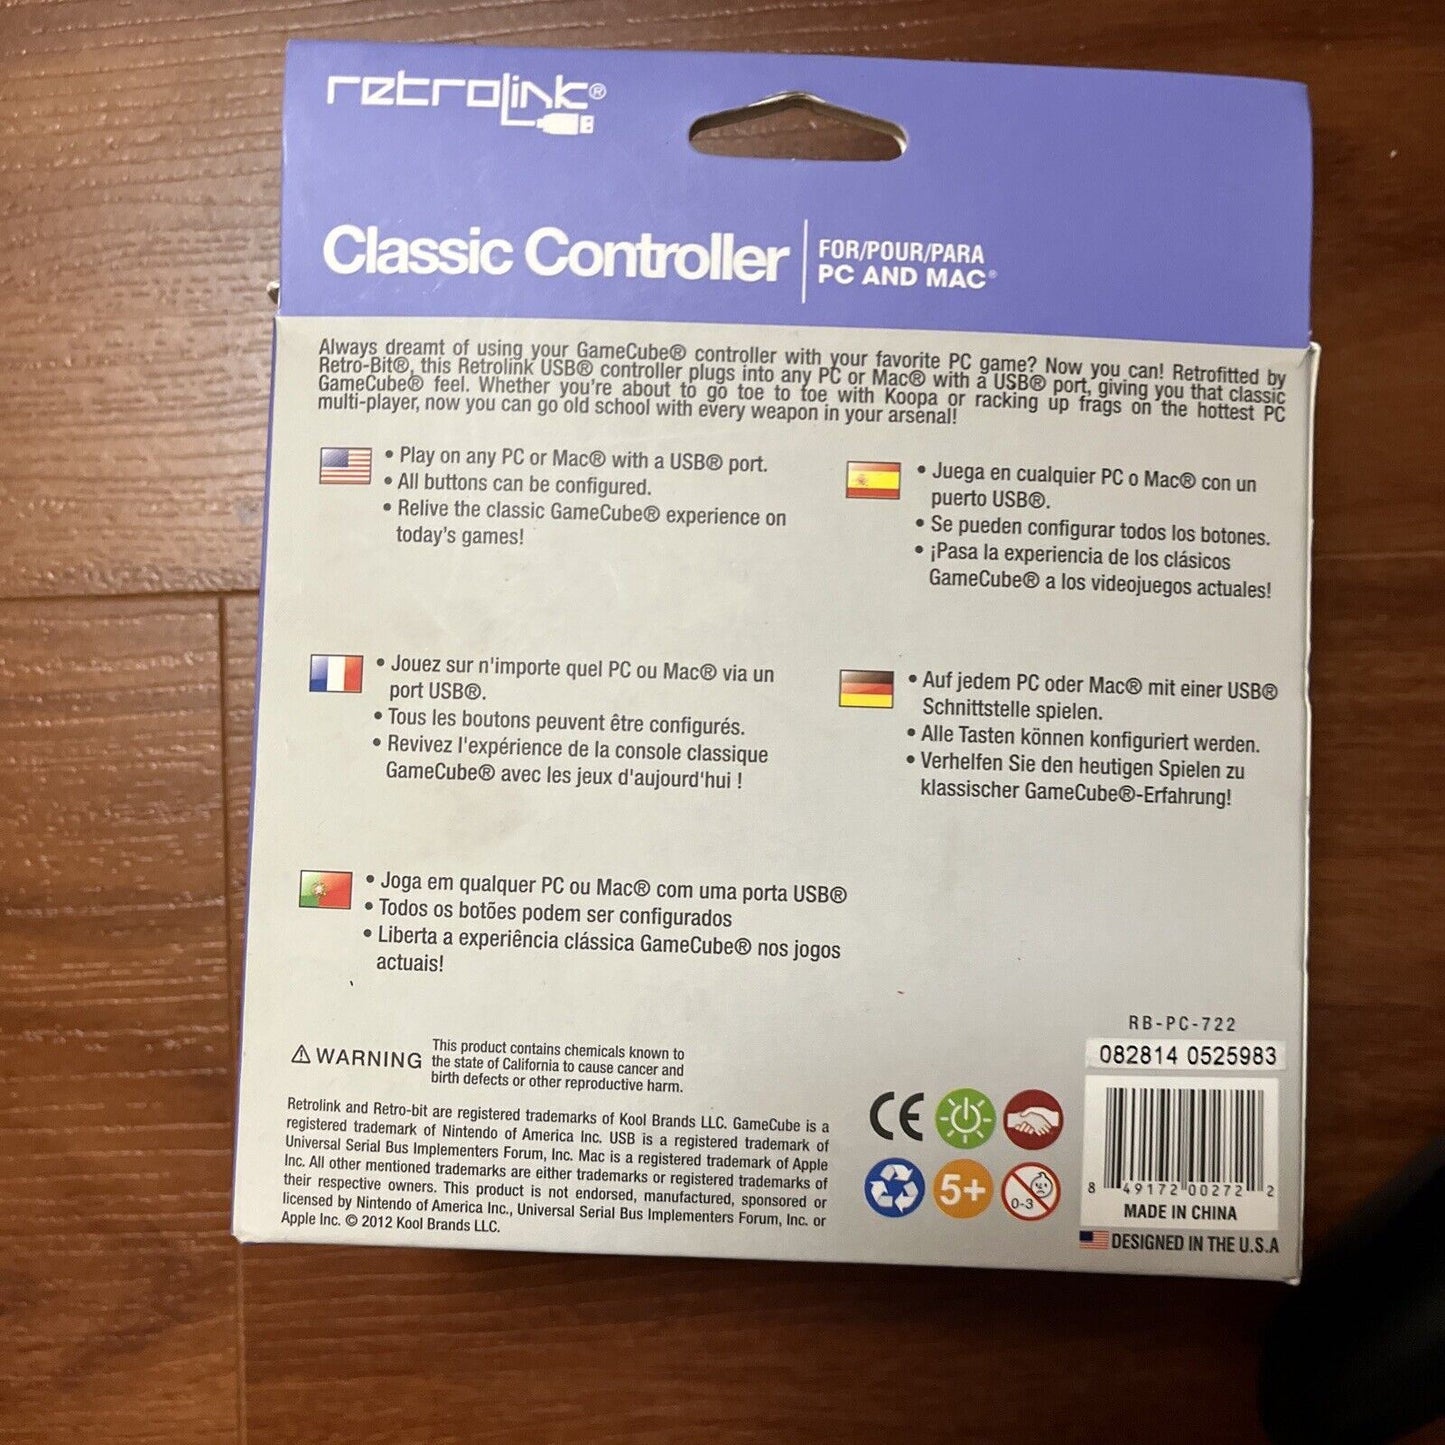 retrolink®
Classic Controller
FOR/POUR/PARA
PC AND MAC®
Always dreamt of using your GameCube® controller with your favorite PC game? Now you can! Retrofitted by
Retro-Bit®, this Retrolink USB® controller plugs into any PC or Mac® with a USB® port, giving you that classic
GameCube® feel. Whether you're about to go toe to toe with Koopa or racking up frags on the hottest PC
multi-player, now you can go old school with every weapon in your arsenal!
• Play on any PC or Mac® with a USB® port.
• All buttons can be configured.
• Relive the classic GameCube® experience on
today's games!
• Juega en cualquier PC o Mac® con un
puerto USB®.
• Se pueden configurar todos los botones.
• ¡Pasa la experiencia de los clásicos
GameCube® a los videojuegos actuales!
• Jouez sur n'importe quel PC ou Mac® via un
port USB®.
• Tous les boutons peuvent être configurés.
• Revivez l'expérience de la console classique
GameCube® avec les jeux d'aujourd'hui !
• Auf jedem PC oder Mac® mit einer USB®
Schnittstelle spielen.
• Alle Tasten können konfiguriert werden.
• Verhelfen Sie den heutigen Spielen zu
klassischer GameCube®-Erfahrung!
• Joga em qualquer PC ou Mac® com uma porta USB®
• Todos os botões podem ser configurados
• Liberta a experiência clássica GameCube® nos jogos
actuais!
WARNING
This product contains chemicals known to
the state of California to cause cancer and
birth defects or other reproductive harm.
Retrolink and Retro-bit are registered trademarks of Kool Brands LLC. GameCube is a
registered trademark of Nintendo of America Inc. USB is a registered trademark of
Universal Serial Bus Implementers Forum, Inc. Mac is a registered trademark of Apple
Inc. All other mentioned trademarks are either trademarks or registered trademarks of
their respective owners. This product is not endorsed, manufactured, sponsored or
licensed by Nintendo of America Inc., Universal Serial Bus Implementers Forum, Inc. or
Apple Inc. © 2012 Kool Brands LLC.
CE
5+
0-3
RB-PC-722
082814 0525983
8 49172 00272 2
MADE IN CHINA
DESIGNED IN THE U.S.A